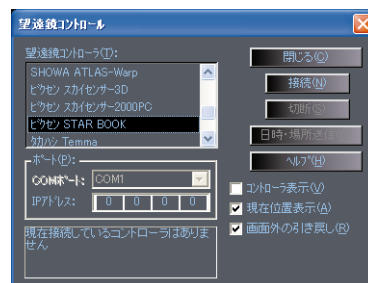 望遠鏡コントロール
望遠鏡コントローラ(T):
SHOWA ATLAS-Warp
ビクセン スカイセンサー3D
ビクセン スカイセンサー2000PC
ビクセン STAR BOOK
タカハシ Temma
ポート(P):
COMポート: COM1
IPアドレス: 0 0 0 0
現在接続しているコントローラはありま
せん
閉じる(C)
接続(N)
切断(S)
日時・場所送信
ヘルプ(H)
コントローラ表示(V)
現在位置表示(A)
画面外の引き戻し(R)